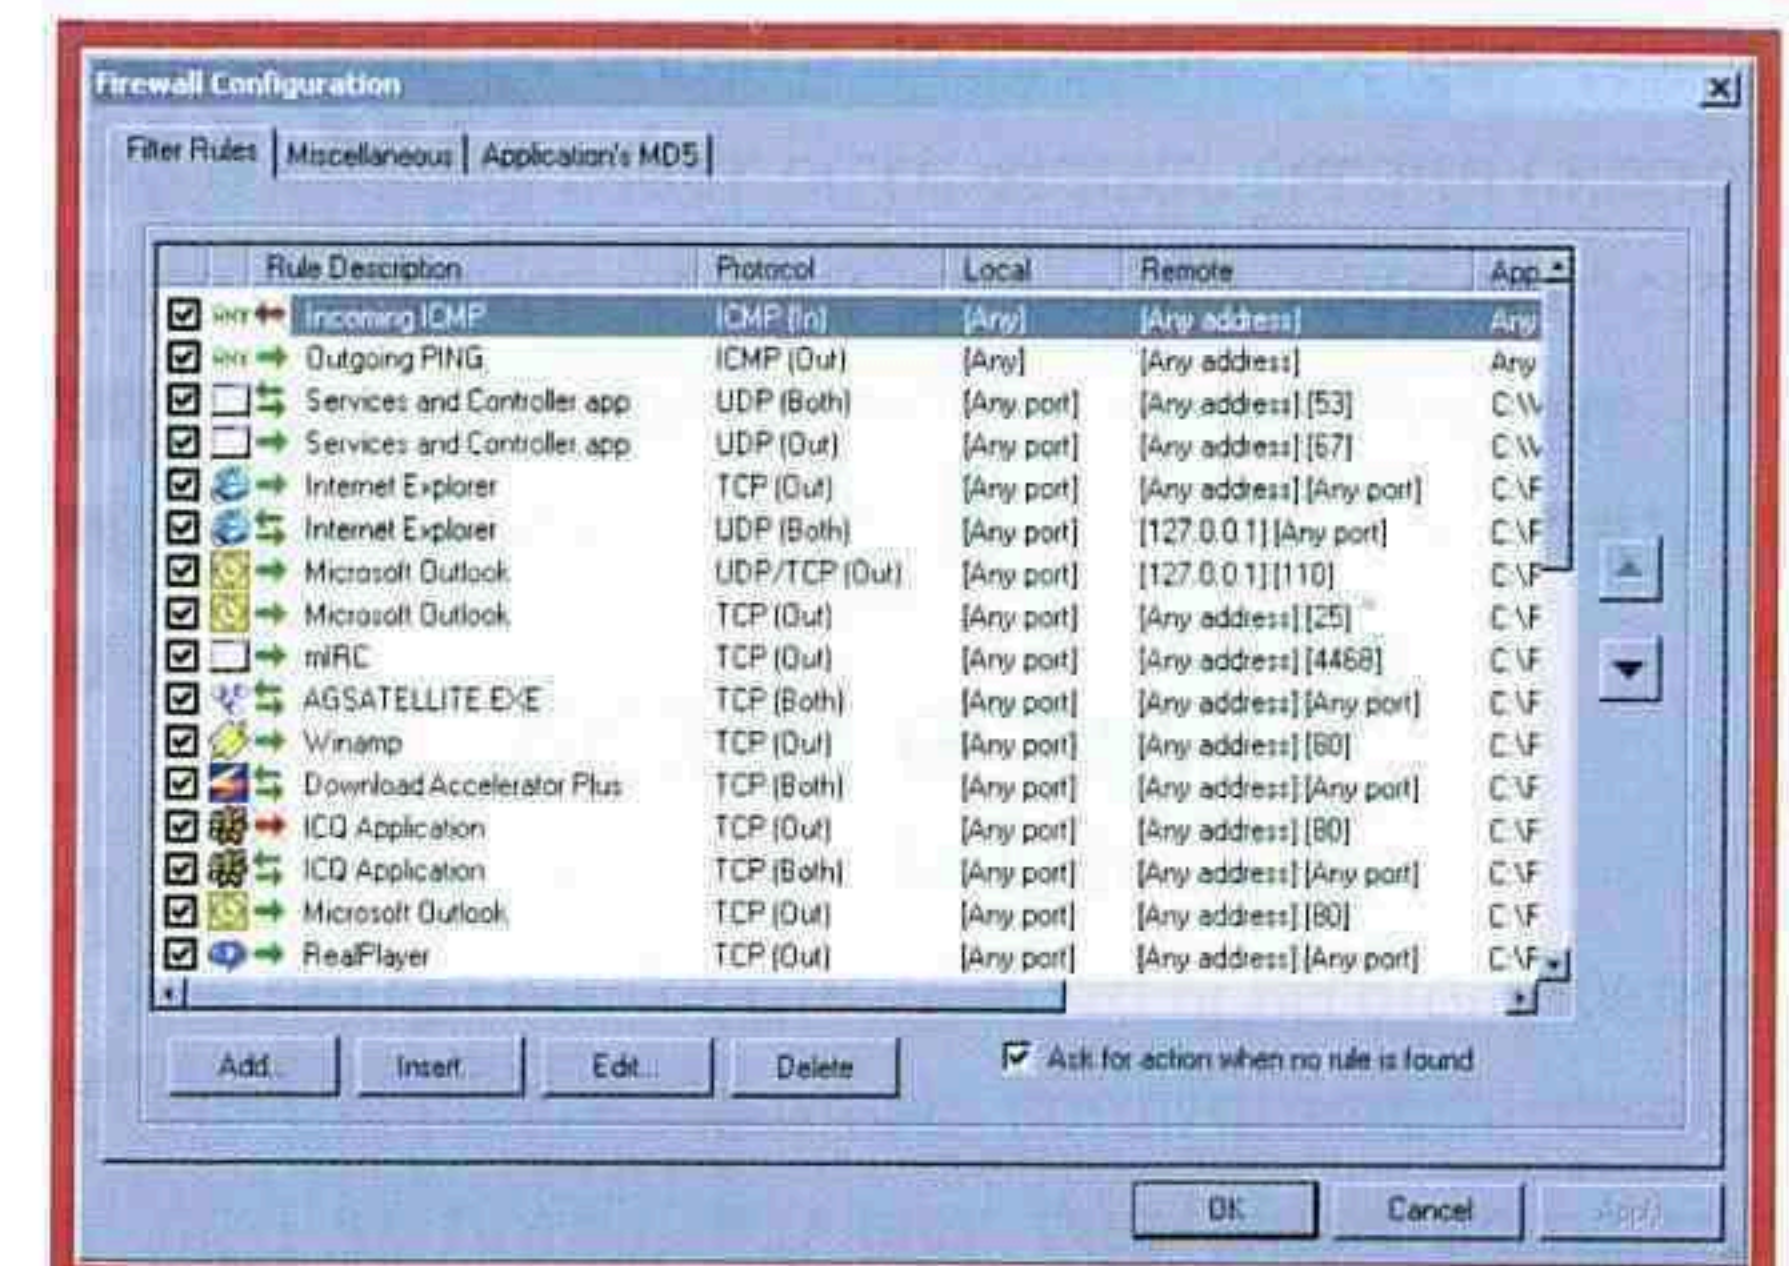 Firewall Configuration
Filter Rules Miscellaneous Application's MD5
Rule Description Protocol Local Remote App
Incoming ICMP ICMP (In) [Any] [Any address] Any
Outgoing PING ICMP (Out) [Any] [Any address] Any
Services and Controller app UDP (Both) [Any port] [Any address] [53] C:\W
Services and Controller app UDP (Out) [Any port] [Any address] [67] C:\W
Internet Explorer TCP (Out) [Any port] [Any address] [Any port] C:\F
Internet Explorer UDP (Both) [Any port] [127.0.0.1] [Any port] C:\F
Microsoft Outlook UDP/TCP (Out) [Any port] [127.0.0.1] [110] C:\F
Microsoft Outlook TCP (Out) [Any port] [Any address] [25] C:\F
mIRC TCP (Out) [Any port] [Any address] [4468] C:\F
AGSATELLITE.EXE TCP (Both) [Any port] [Any address] [Any port] C:\F
Winamp TCP (Out) [Any port] [Any address] [80] C:\F
Download Accelerator Plus TCP (Both) [Any port] [Any address] [Any port] C:\F
ICQ Application TCP (Out) [Any port] [Any address] [80] C:\F
ICQ Application TCP (Both) [Any port] [Any address] [Any port] C:\F
Microsoft Outlook TCP (Out) [Any port] [Any address] [80] C:\F
RealPlayer TCP (Out) [Any port] [Any address] [Any port] C:\F
Add... Insert... Edit... Delete Ask for action when no rule is found
OK Cancel Apply